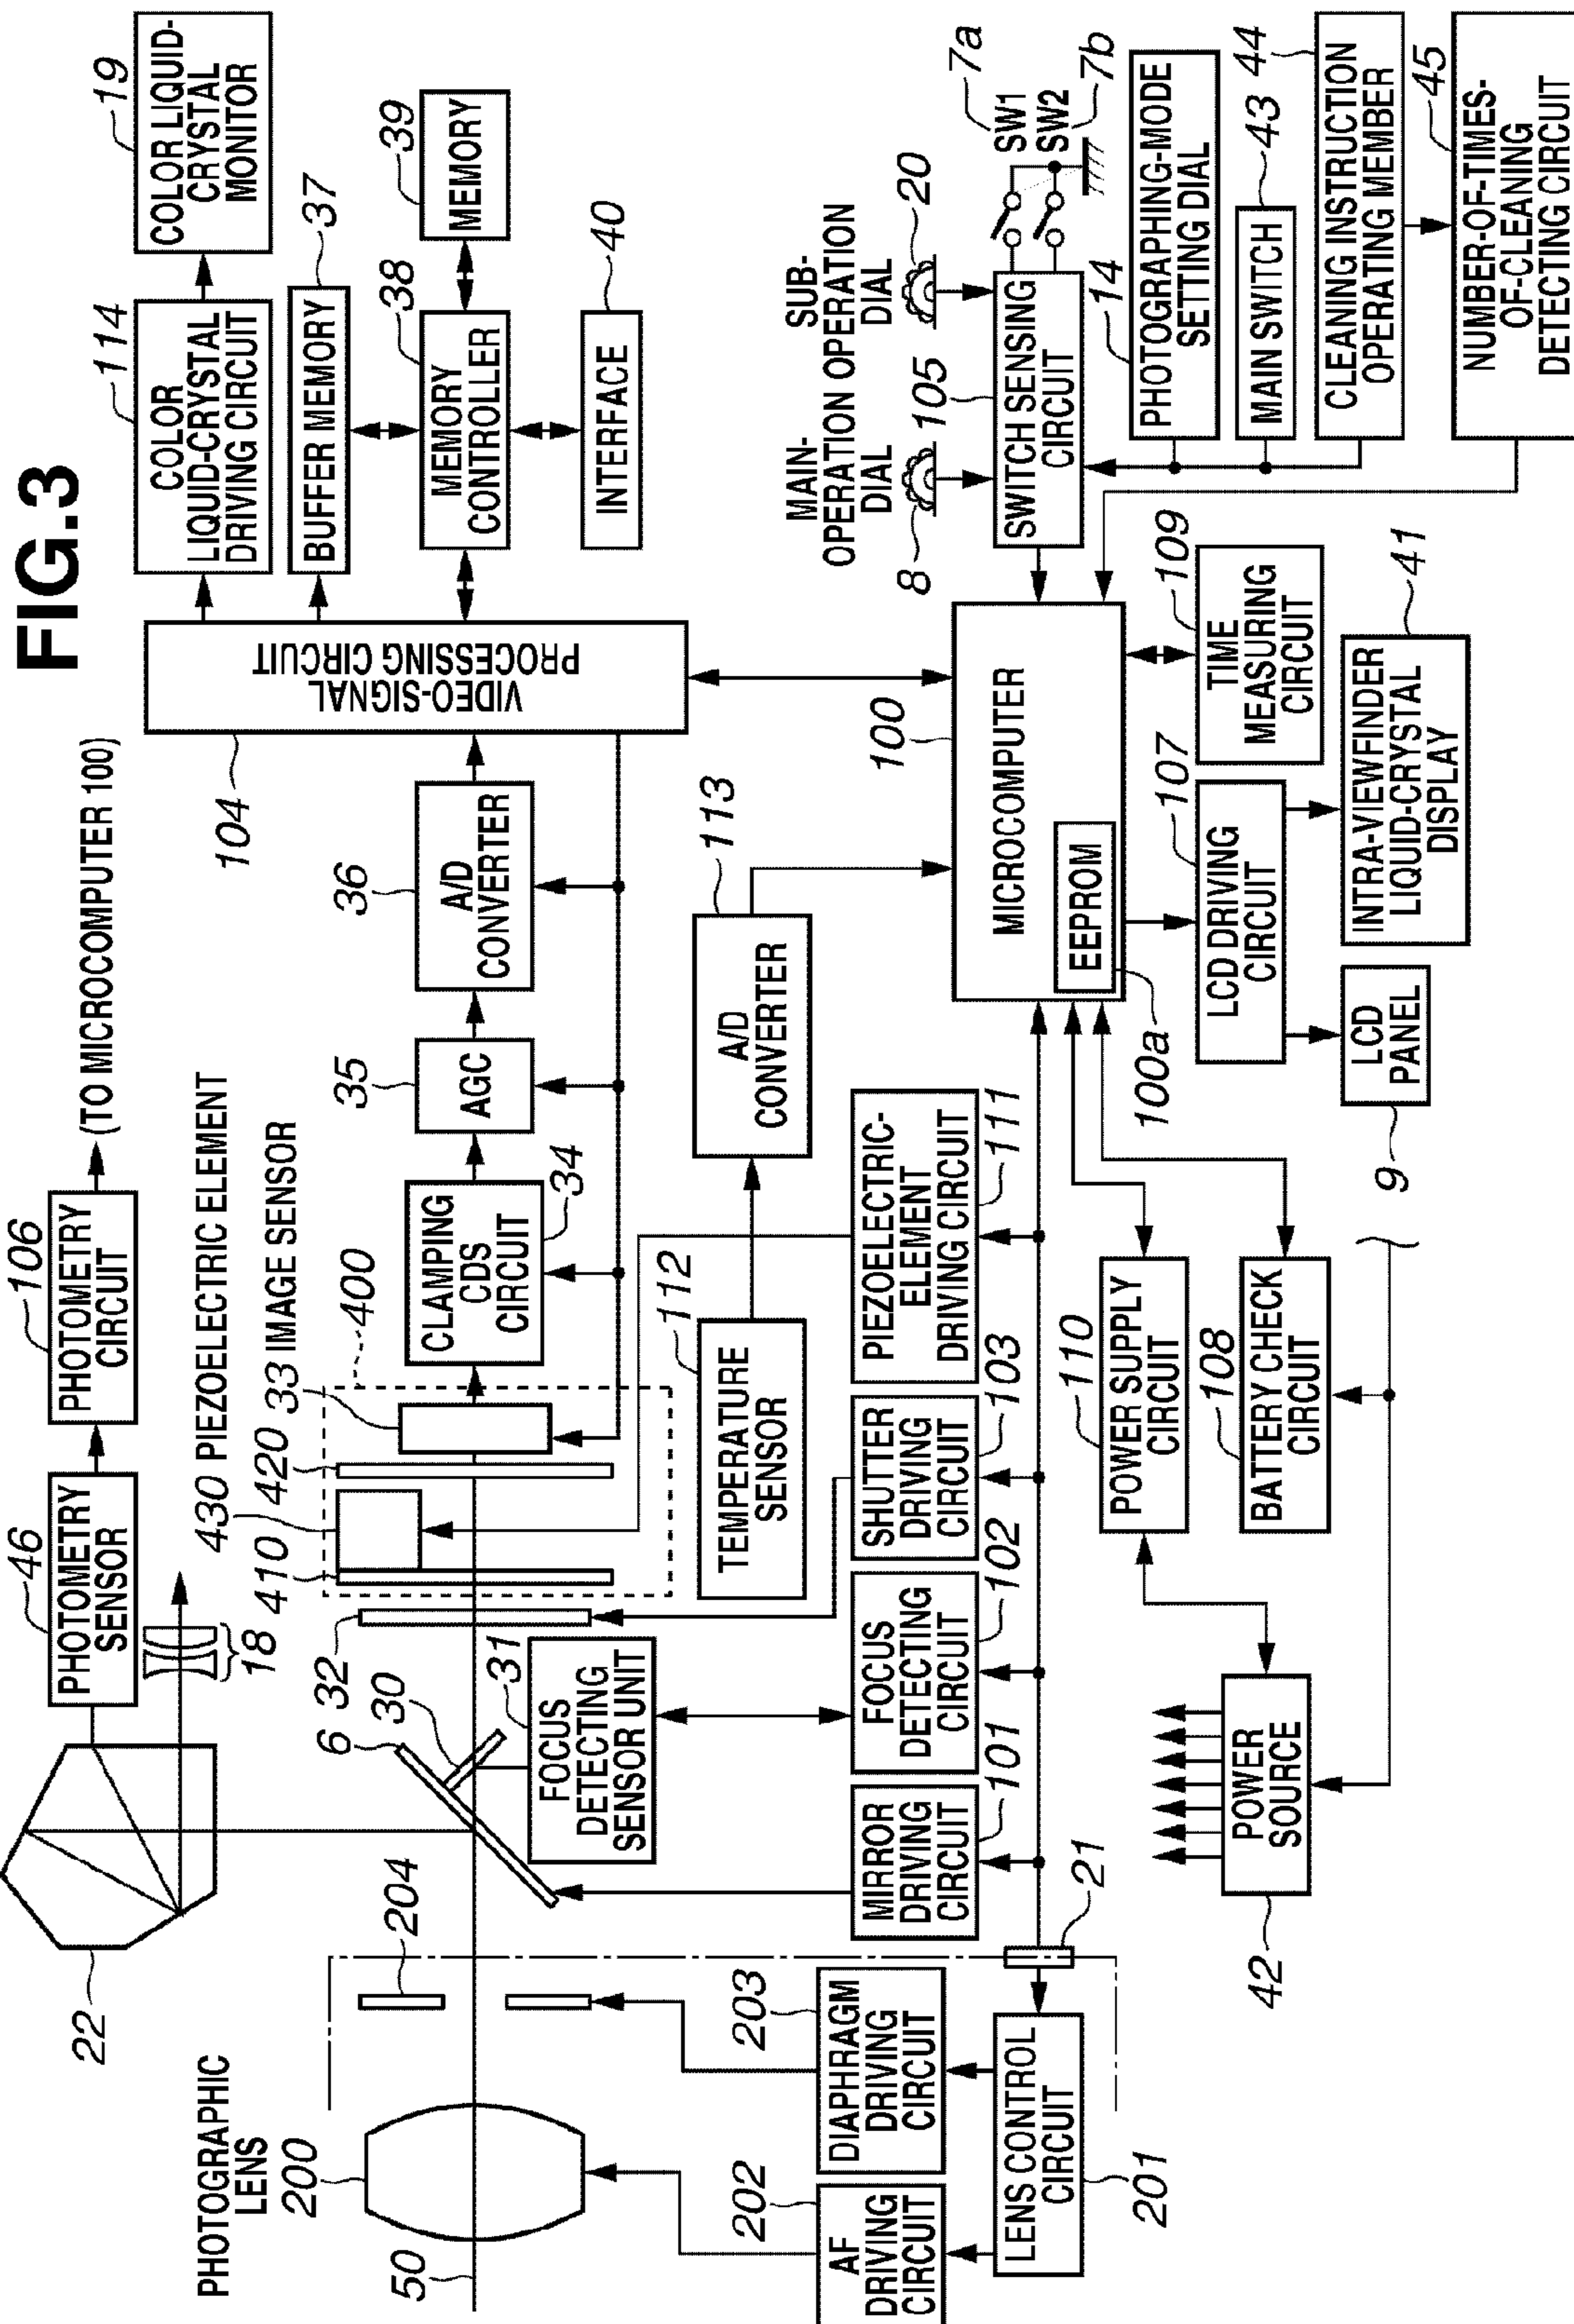 FIG.3
PHOTOGRAPHIC
LENS
200
50
22
46
PHOTOMETRY
SENSOR
106
PHOTOMETRY
CIRCUIT
(TO MICROCOMPUTER 100)
18
430 PIEZOELECTRIC ELEMENT
410
420
33 IMAGE SENSOR
400
32
6
30
31
FOCUS
DETECTING
SENSOR UNIT
204
CLAMPING
CDS
CIRCUIT
34
35
AGC
36
A/D
CONVERTER
104
VIDEO-SIGNAL
PROCESSING CIRCUIT
114
COLOR
LIQUID-CRYSTAL
DRIVING CIRCUIT
19
COLOR LIQUID-
CRYSTAL
MONITOR
BUFFER MEMORY
37
38
MEMORY
CONTROLLER
39
MEMORY
INTERFACE
40
112
TEMPERATURE
SENSOR
113
A/D
CONVERTER
202
AF
DRIVING
CIRCUIT
203
DIAPHRAGM
DRIVING
CIRCUIT
LENS CONTROL
CIRCUIT
201
21
MIRROR
DRIVING
CIRCUIT
101
FOCUS
DETECTING
CIRCUIT
102
SHUTTER
DRIVING
CIRCUIT
103
PIEZOELECTRIC-
ELEMENT
DRIVING CIRCUIT
111
100
MICROCOMPUTER
EEPROM
100a
MAIN-
OPERATION OPERATION
DIAL
SUB-
DIAL
8
20
105
SWITCH SENSING
CIRCUIT
7a
SW1
SW2
7b
14
PHOTOGRAPHING-MODE
SETTING DIAL
MAIN SWITCH
43
CLEANING INSTRUCTION
OPERATING MEMBER
44
NUMBER-OF-TIMES-
OF-CLEANING
DETECTING CIRCUIT
45
TIME
MEASURING
CIRCUIT
109
LCD DRIVING
CIRCUIT
107
INTRA-VIEWFINDER
LIQUID-CRYSTAL
DISPLAY
41
LCD
PANEL
9
110
POWER SUPPLY
CIRCUIT
108
BATTERY CHECK
CIRCUIT
POWER
SOURCE
42